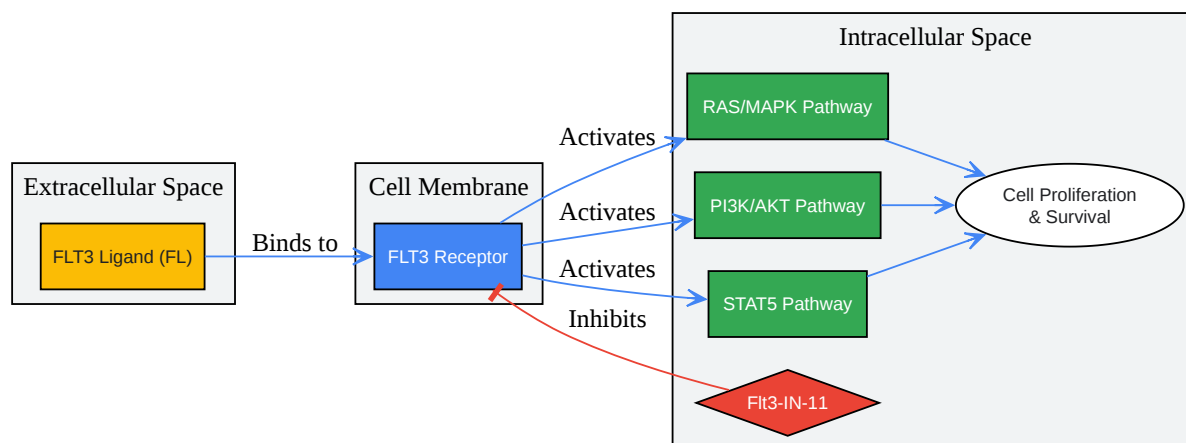 Extracellular Space
FLT3 Ligand (FL)
Binds to
Cell Membrane
FLT3 Receptor
Activates
Activates
Activates
Inhibits
Intracellular Space
RAS/MAPK Pathway
PI3K/AKT Pathway
STAT5 Pathway
Flt3-IN-11
Cell Proliferation
& Survival